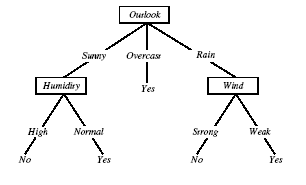 Outlook
Sunny Overcast Rain
Humidity Yes Wind
High Normal Strong Weak
No Yes No Yes